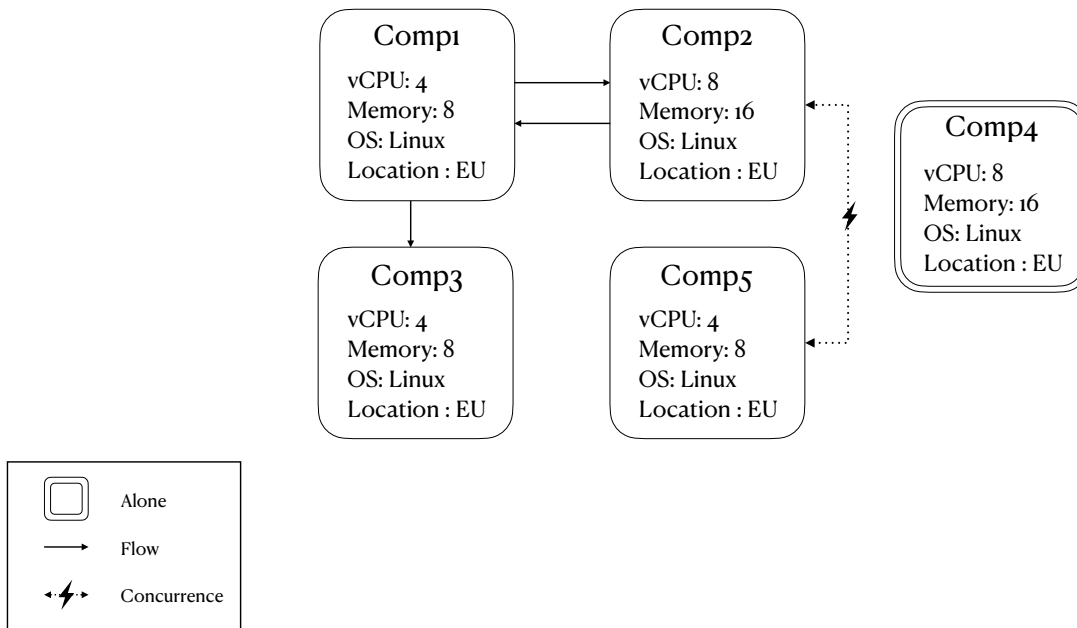 Comp1
vCPU: 4
Memory: 8
OS: Linux
Location : EU
Comp2
vCPU: 8
Memory: 16
OS: Linux
Location : EU
Comp4
vCPU: 8
Memory: 16
OS: Linux
Location : EU
Comp3
vCPU: 4
Memory: 8
OS: Linux
Location : EU
Comp5
vCPU: 4
Memory: 8
OS: Linux
Location : EU
Alone
Flow
Concurrence